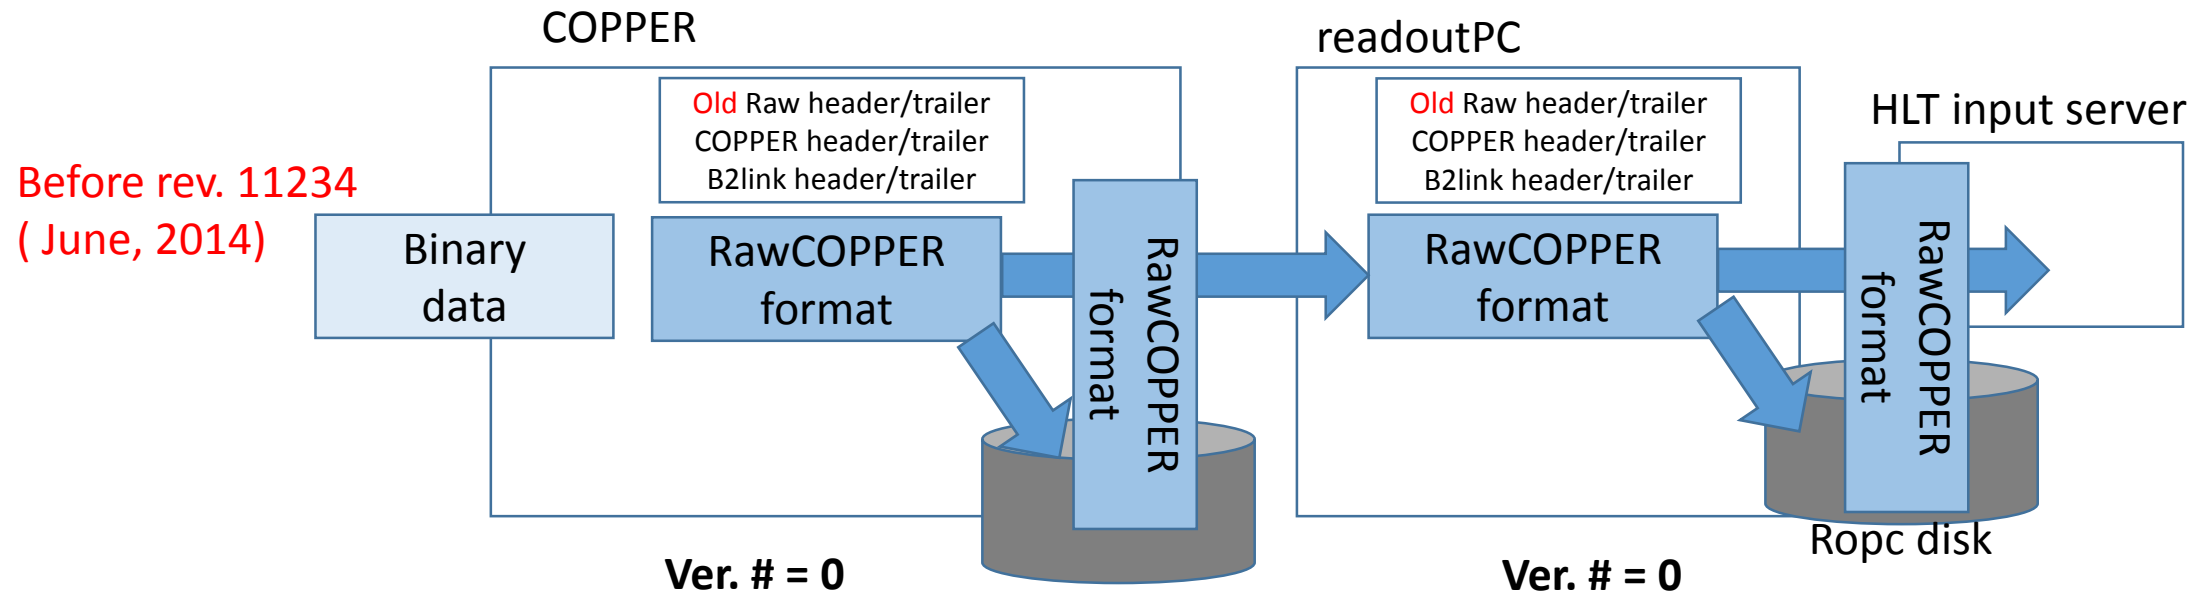 COPPER
readoutPC
HLT input server
Old Raw header/trailer
COPPER header/trailer
B2link header/trailer
Old Raw header/trailer
COPPER header/trailer
B2link header/trailer
Before rev. 11234
( June, 2014)
Binary
data
RawCOPPER
format
RawCOPPER
format
RawCOPPER
format
RawCOPPER
format
Ropc disk
Ver. # = 0
Ver. # = 0